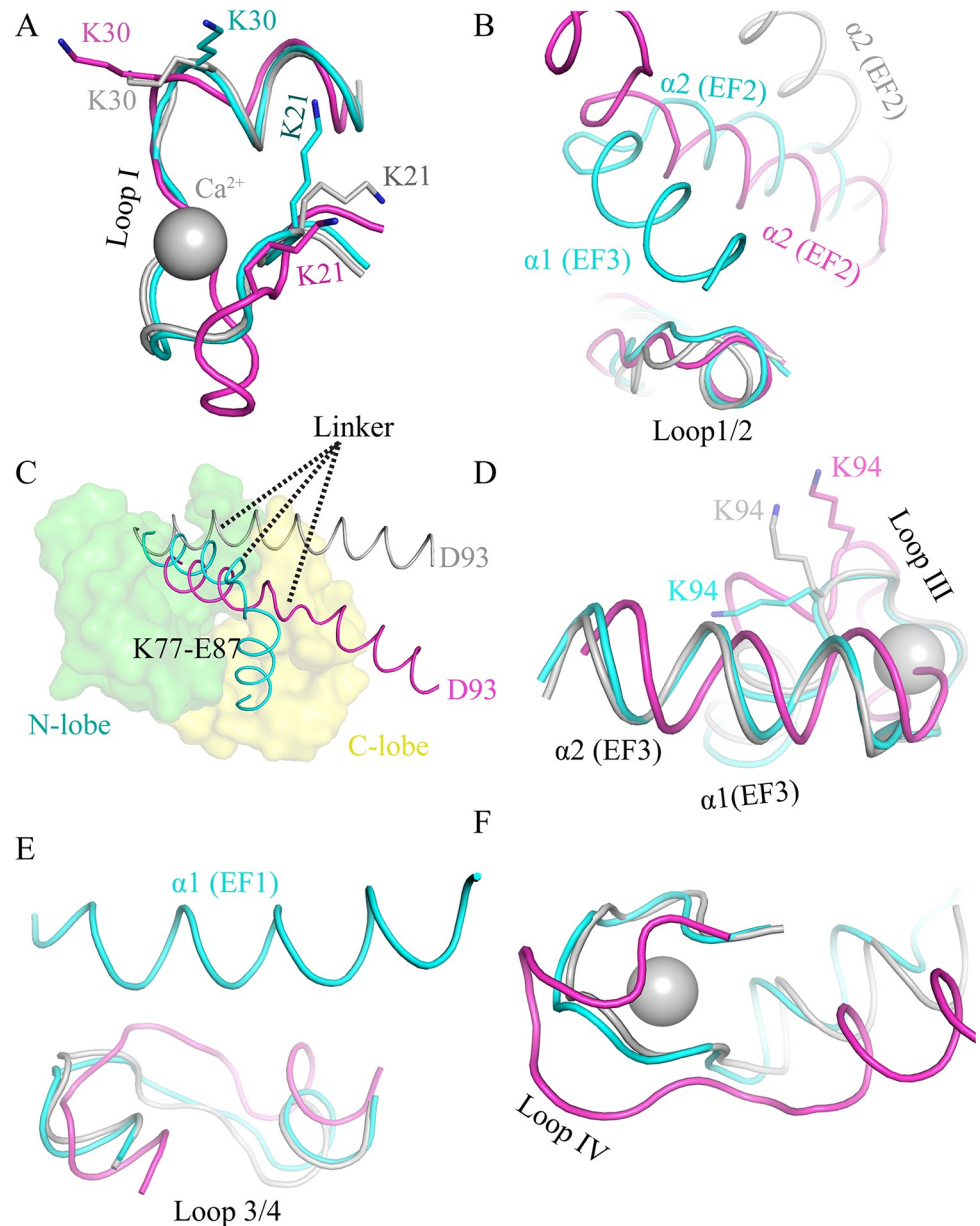 A
K30
K30
K30
K21
K21
K21
Loop I
Ca²⁺
B
α2 (EF2)
α2 (EF2)
α2 (EF2)
α1 (EF3)
Loop1/2
C
Linker
D93
K77-E87
D93
N-lobe
C-lobe
D
K94
K94
K94
Loop III
α2 (EF3)
α1(EF3)
E
α1 (EF1)
Loop 3/4
F
Loop IV